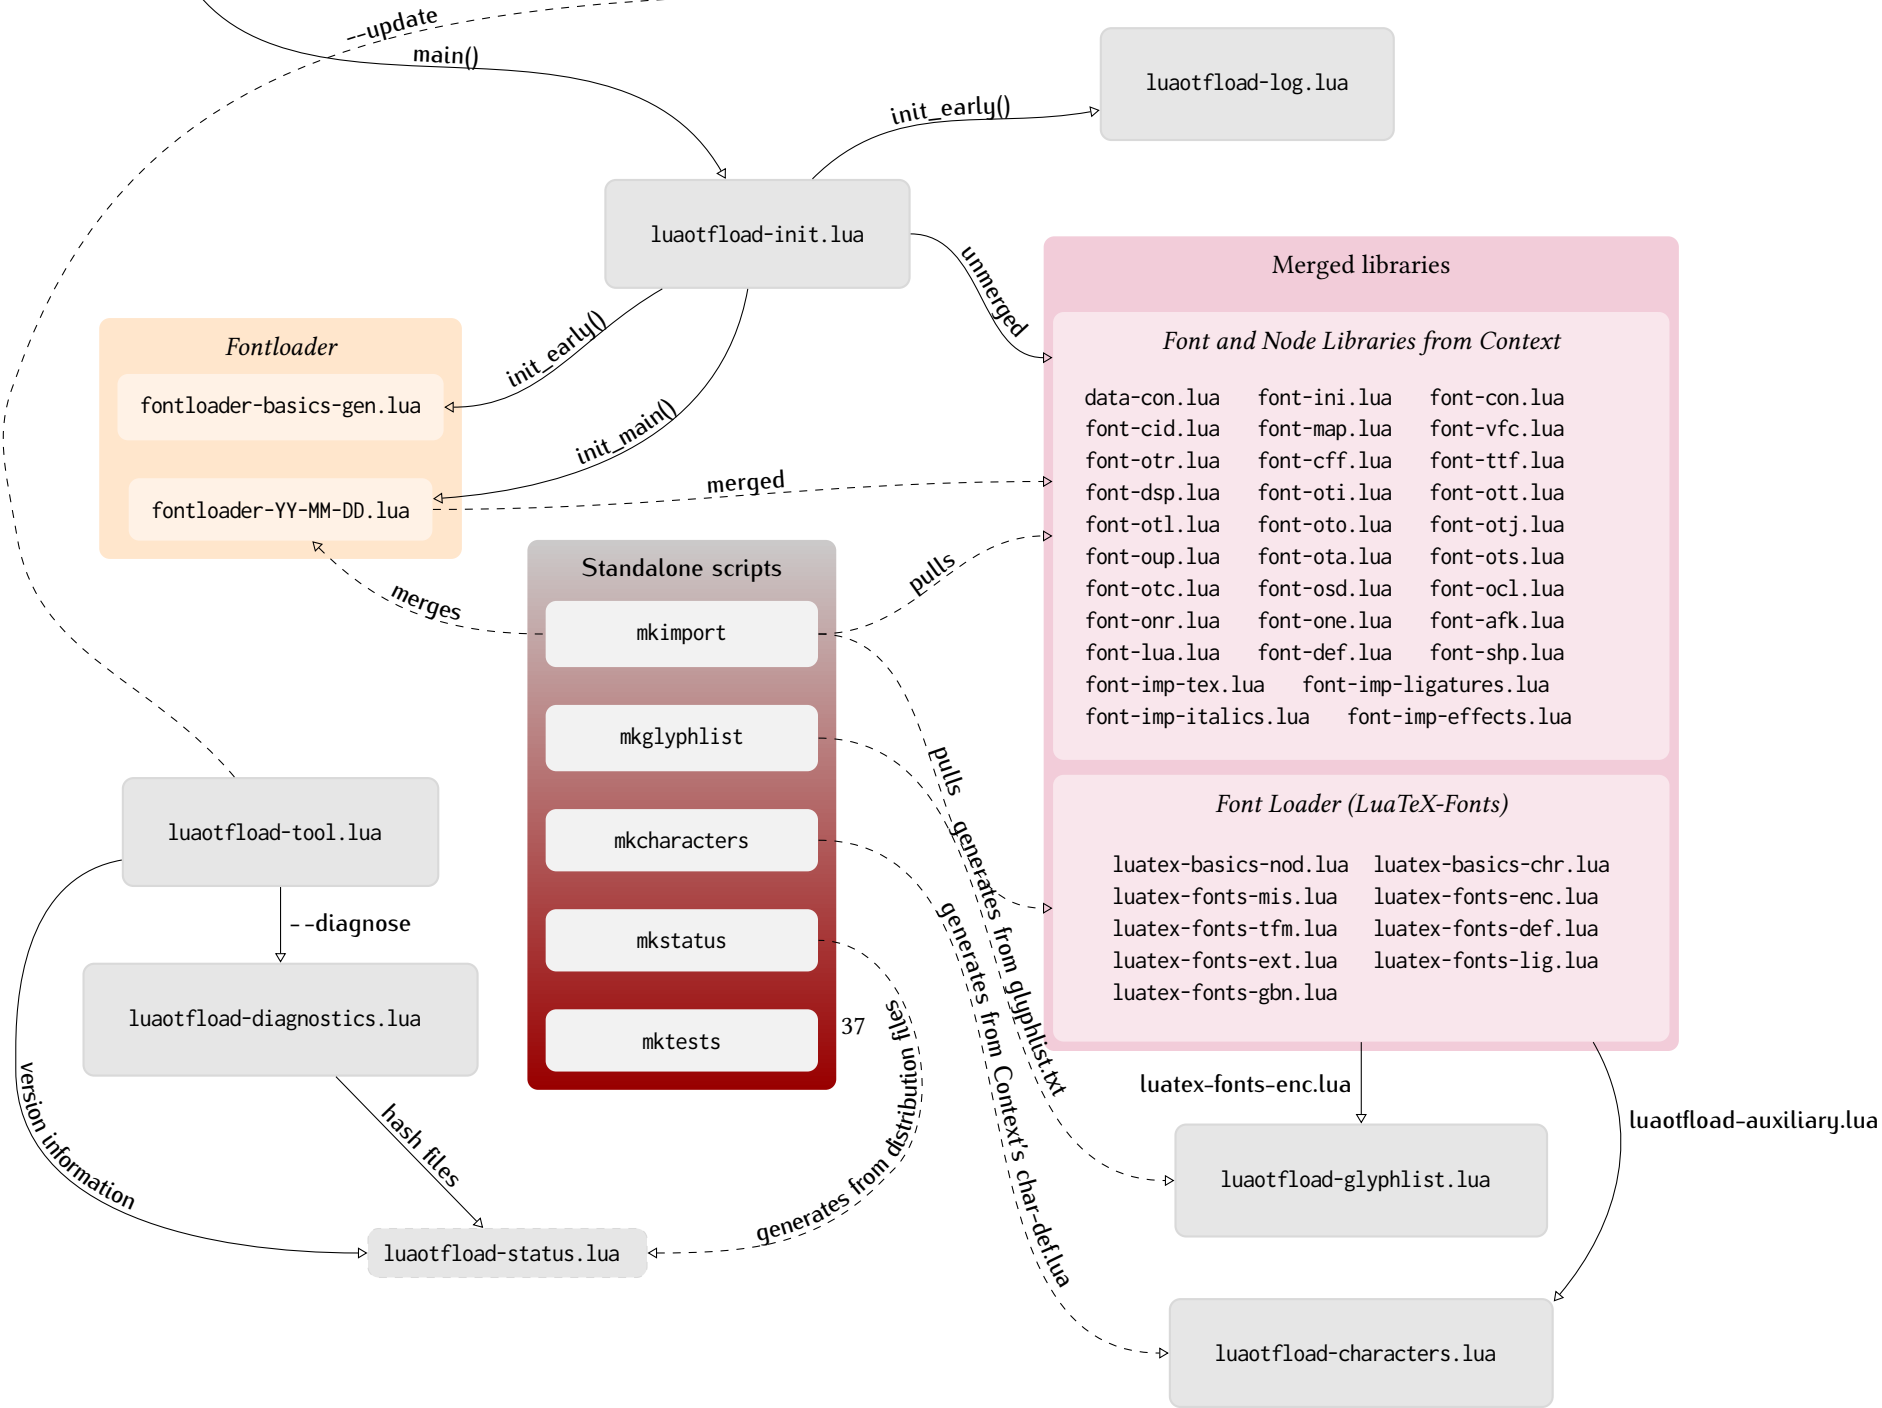 --update
main()
luaotfload-log.lua
init_early()
luaotfload-init.lua
unmerged
Merged libraries
Font and Node Libraries from Context
data-con.lua font-ini.lua font-con.lua
font-cid.lua font-map.lua font-vfc.lua
font-otr.lua font-cff.lua font-ttf.lua
font-dsp.lua font-oti.lua font-ott.lua
font-otl.lua font-oto.lua font-otj.lua
font-oup.lua font-ota.lua font-ots.lua
font-otc.lua font-osd.lua font-ocl.lua
font-onr.lua font-one.lua font-afk.lua
font-lua.lua font-def.lua font-shp.lua
font-imp-tex.lua font-imp-ligatures.lua
font-imp-italics.lua font-imp-effects.lua
Font Loader (LuaTeX-Fonts)
luatex-basics-nod.lua luatex-basics-chr.lua
luatex-fonts-mis.lua luatex-fonts-enc.lua
luatex-fonts-tfm.lua luatex-fonts-def.lua
luatex-fonts-ext.lua luatex-fonts-lig.lua
luatex-fonts-gbn.lua
init_early()
Fontloader
fontloader-basics-gen.lua
init_main()
fontloader-YY-MM-DD.lua
merged
merges
pulls
Standalone scripts
mkimport
mkglyphlist
mkcharacters
mkstatus
mktests
pulls
generates from glyphlist.txt
generates from Context's char-def.lua
generates from distribution files
37
luaotfload-tool.lua
--diagnose
luaotfload-diagnostics.lua
version information
hash files
luaotfload-status.lua
luatex-fonts-enc.lua
luaotfload-auxiliary.lua
luaotfload-glyphlist.lua
luaotfload-characters.lua